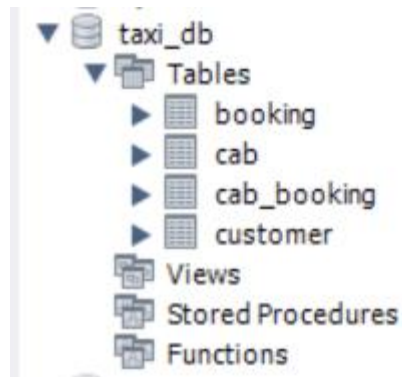 taxi_db
Tables
booking
cab
cab_booking
customer
Views
Stored Procedures
Functions